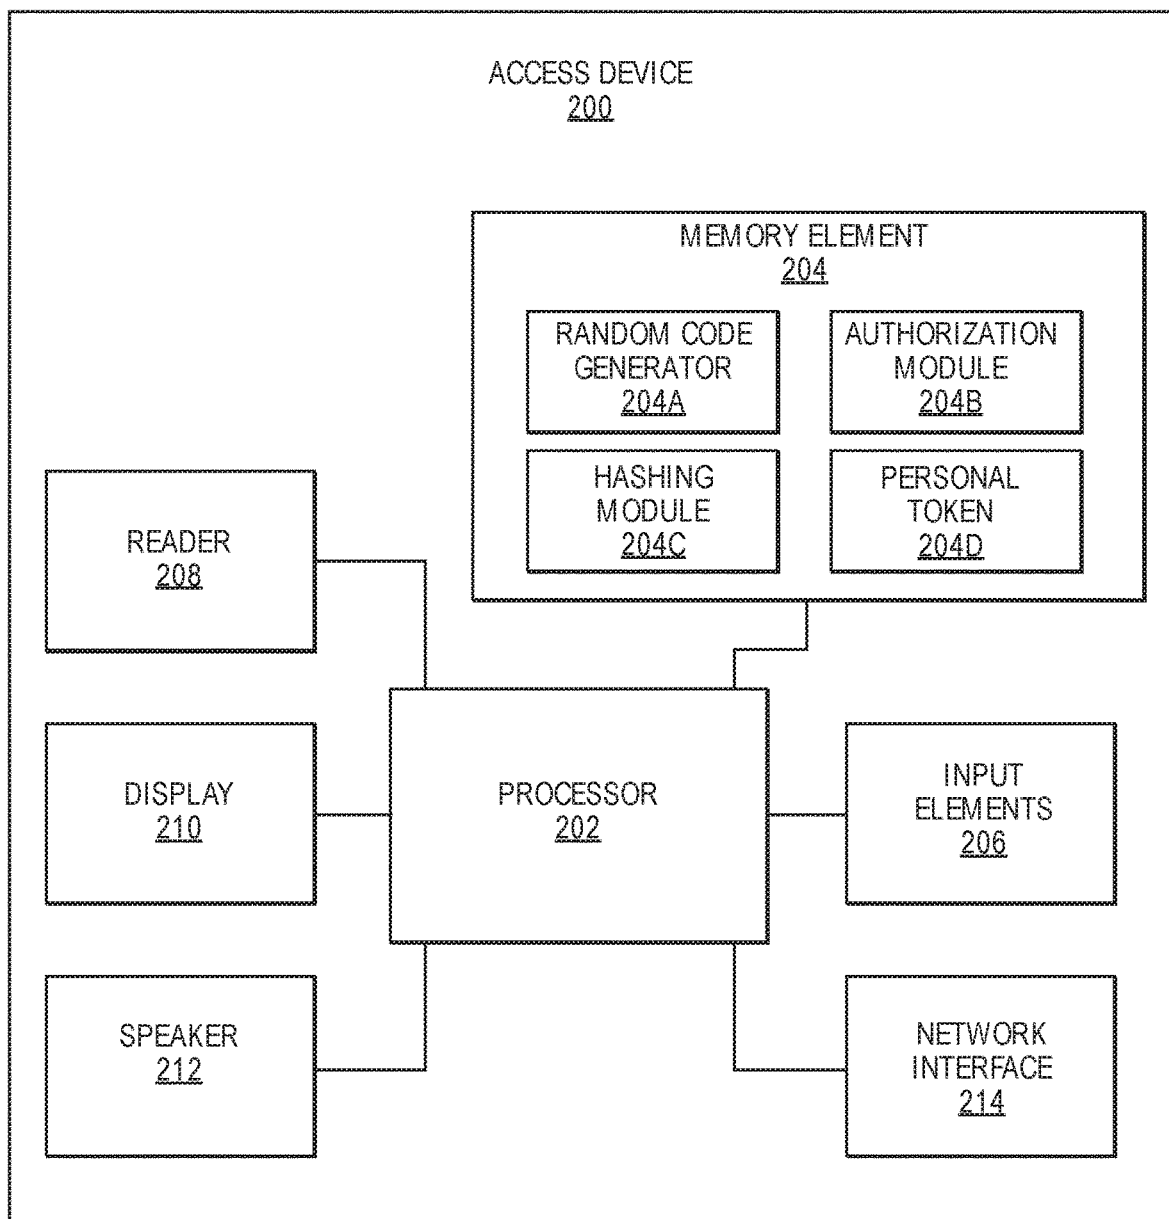 ACCESS DEVICE
200
MEMORY ELEMENT
204
RANDOM CODE
GENERATOR
204A
AUTHORIZATION
MODULE
204B
HASHING
MODULE
204C
PERSONAL
TOKEN
204D
READER
208
DISPLAY
210
PROCESSOR
202
INPUT
ELEMENTS
206
SPEAKER
212
NETWORK
INTERFACE
214